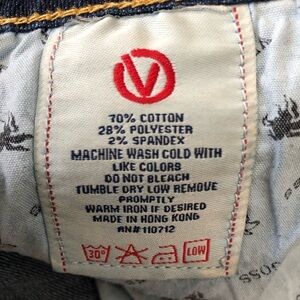 V
70% COTTON
28% POLYESTER
2% SPANDEX
MACHINE WASH COLD WITH
LIKE COLORS
DO NOT BLEACH
TUMBLE DRY LOW REMOVE
PROMPTLY
WARM IRON IF DESIRED
MADE IN HONG KONG
RN# 110712
30° LOW